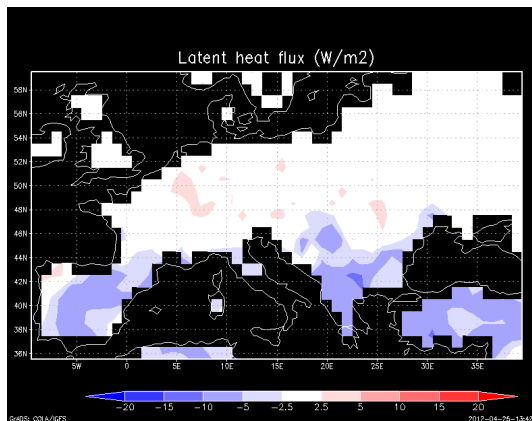 Latent heat flux (W/m2)
58N
56N
54N
52N
50N
48N
46N
44N
42N
40N
38N
36N
5W 0 5E 10E 15E 20E 25E 30E 35E
-20 -15 -10 -5 -2.5 2.5 5 10 15 20
GrADS: COLA/IGES 2012-04-26-13:42